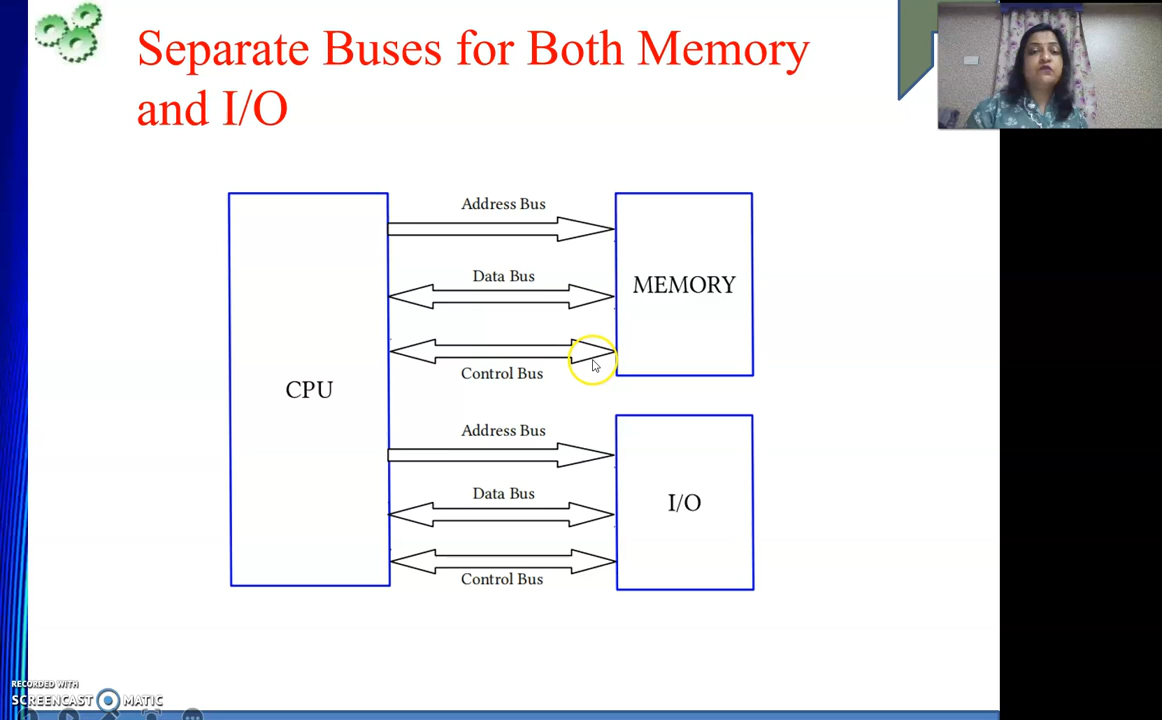 Separate Buses for Both Memory
and I/O
Address Bus
Data Bus
MEMORY
Control Bus
CPU
Address Bus
Data Bus
I/O
Control Bus
RECORDED WITH
SCREENCAST MATIC